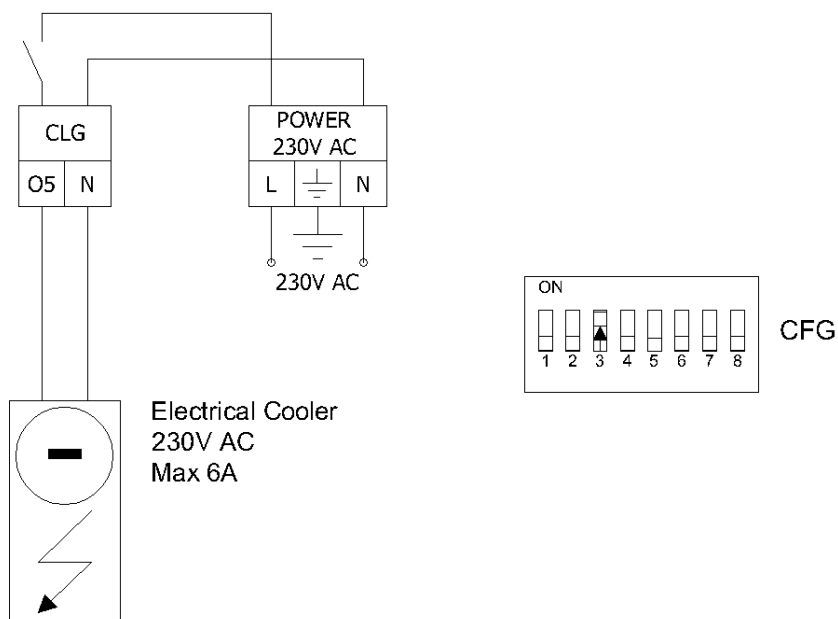 CLG
O5 N
POWER
230V AC
L N
230V AC
Electrical Cooler
230V AC
Max 6A
ON
1 2 3 4 5 6 7 8
CFG